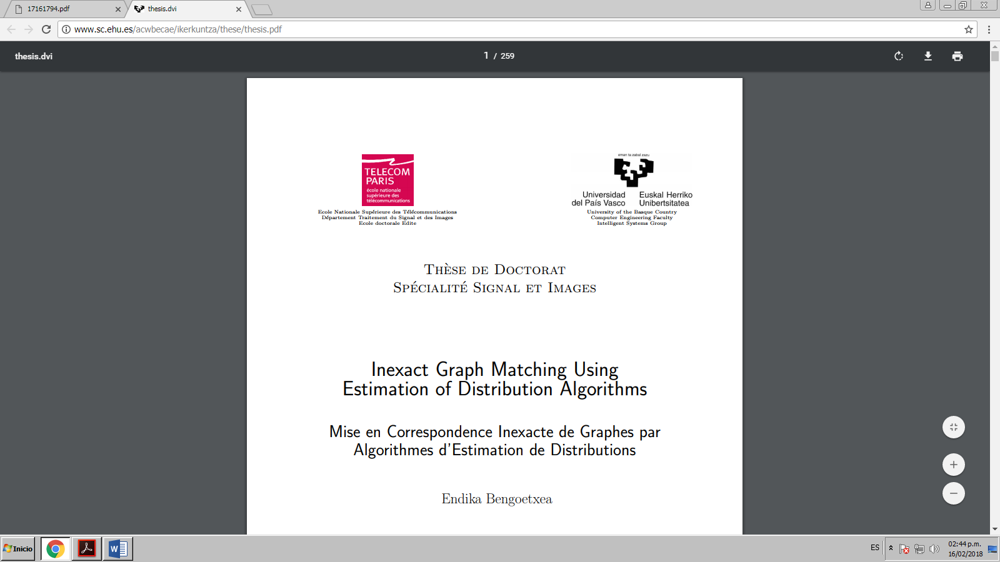 17161794.pdf
thesis.dvi
www.sc.ehu.es/acwbecae/ikerkuntza/these/thesis.pdf
thesis.dvi
1 / 259
TELECOM
PARIS
école nationale
supérieure des
télécommunications
Ecole Nationale Supérieure des Télécommunications
Département Traitement du Signal et des Images
Ecole doctorale Edite
eman ta zabal zazu
Universidad
del País Vasco
Euskal Herriko
Unibertsitatea
University of the Basque Country
Computer Engineering Faculty
Intelligent Systems Group
Thèse de Doctorat
Spécialité Signal et Images
Inexact Graph Matching Using
Estimation of Distribution Algorithms
Mise en Correspondence Inexacte de Graphes par
Algorithmes d'Estimation de Distributions
Endika Bengoetxea
Inicio
ES
02:44 p.m.
16/02/2018